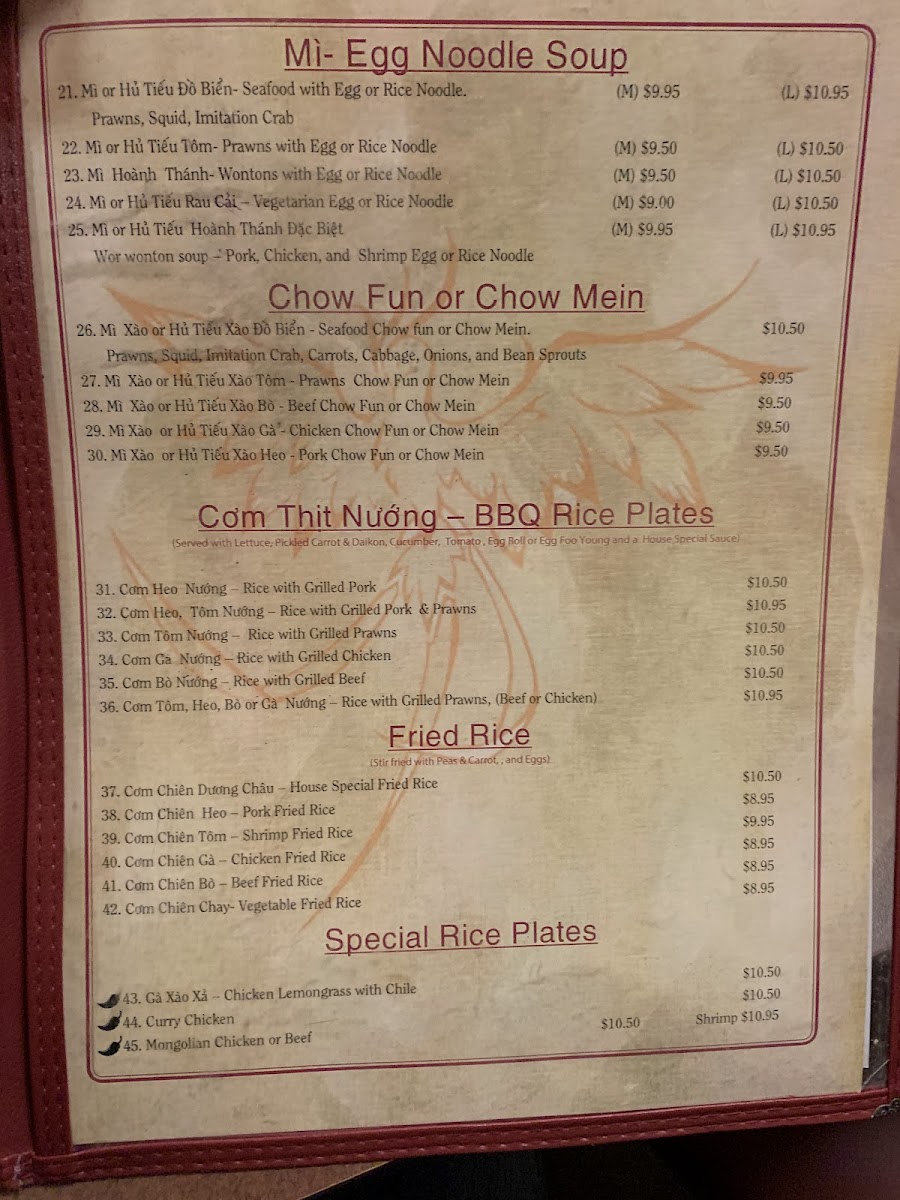 Mì- Egg Noodle Soup
21. Mì or Hủ Tiếu Đồ Biển- Seafood with Egg or Rice Noodle. (M) $9.95 (L) $10.95
Prawns, Squid, Imitation Crab
22. Mì or Hủ Tiếu Tôm- Prawns with Egg or Rice Noodle (M) $9.50 (L) $10.50
23. Mì Hoành Thánh- Wontons with Egg or Rice Noodle (M) $9.50 (L) $10.50
24. Mì or Hủ Tiếu Rau Cải – Vegetarian Egg or Rice Noodle (M) $9.00 (L) $10.50
25. Mì or Hủ Tiếu Hoành Thánh Đặc Biệt (M) $9.95 (L) $10.95
Wor wonton soup – Pork, Chicken, and Shrimp Egg or Rice Noodle
Chow Fun or Chow Mein
26. Mì Xào or Hủ Tiếu Xào Đồ Biển - Seafood Chow fun or Chow Mein. $10.50
Prawns, Squid, Imitation Crab, Carrots, Cabbage, Onions, and Bean Sprouts
27. Mì Xào or Hủ Tiếu Xào Tôm - Prawns Chow Fun or Chow Mein $9.95
28. Mì Xào or Hủ Tiếu Xào Bò - Beef Chow Fun or Chow Mein $9.50
29. Mì Xào or Hủ Tiếu Xào Gà - Chicken Chow Fun or Chow Mein $9.50
30. Mì Xào or Hủ Tiếu Xào Heo - Pork Chow Fun or Chow Mein $9.50
Cơm Thịt Nướng – BBQ Rice Plates
(Served with Lettuce, Pickled Carrot & Daikon, Cucumber, Tomato , Egg Roll or Egg Foo Young and a House Special Sauce)
31. Cơm Heo Nướng – Rice with Grilled Pork $10.50
32. Cơm Heo, Tôm Nướng – Rice with Grilled Pork & Prawns $10.95
33. Cơm Tôm Nướng – Rice with Grilled Prawns $10.50
34. Cơm Gà Nướng – Rice with Grilled Chicken $10.50
35. Cơm Bò Nướng – Rice with Grilled Beef $10.50
36. Cơm Tôm, Heo, Bò or Gà Nướng – Rice with Grilled Prawns, (Beef or Chicken) $10.95
Fried Rice
(Stir fried with Peas & Carrot, , and Eggs)
37. Cơm Chiên Dương Châu – House Special Fried Rice $10.50
38. Cơm Chiên Heo – Pork Fried Rice $8.95
39. Cơm Chiên Tôm – Shrimp Fried Rice $9.95
40. Cơm Chiên Gà – Chicken Fried Rice $8.95
41. Cơm Chiên Bò – Beef Fried Rice $8.95
42. Cơm Chiên Chay- Vegetable Fried Rice $8.95
Special Rice Plates
43. Gà Xào Xả – Chicken Lemongrass with Chile $10.50
44. Curry Chicken $10.50
45. Mongolian Chicken or Beef $10.50 Shrimp $10.95